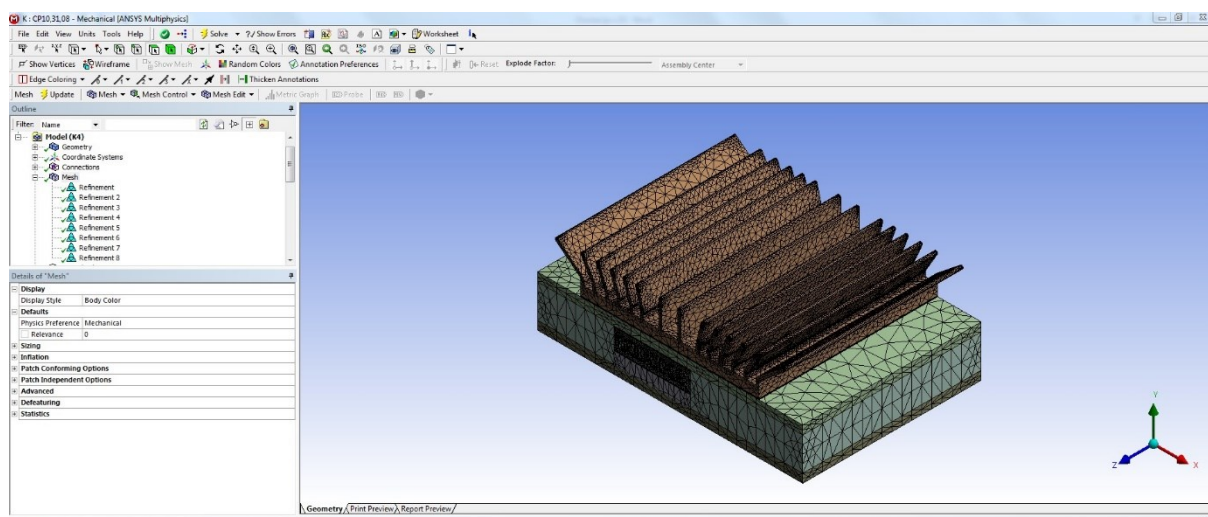 K : CP10,31,08 - Mechanical [ANSYS Multiphysics]
File Edit View Units Tools Help Solve ?/ Show Errors Worksheet
Show Vertices Wireframe Show Mesh Random Colors Annotation Preferences Reset Explode Factor: Assembly Center
Edge Coloring Thicken Annotations
Mesh Update Mesh Mesh Control Mesh Edit Metric Graph Probe
Outline
Filter: Name
Model (K4)
Geometry
Coordinate Systems
Connections
Mesh
Refinement
Refinement 2
Refinement 3
Refinement 4
Refinement 5
Refinement 6
Refinement 7
Refinement 8
Details of "Mesh"
Display
Display Style Body Color
Defaults
Physics Preference Mechanical
Relevance 0
Sizing
Inflation
Patch Conforming Options
Patch Independent Options
Advanced
Defeaturing
Statistics
Y
Z X
Geometry Print Preview Report Preview